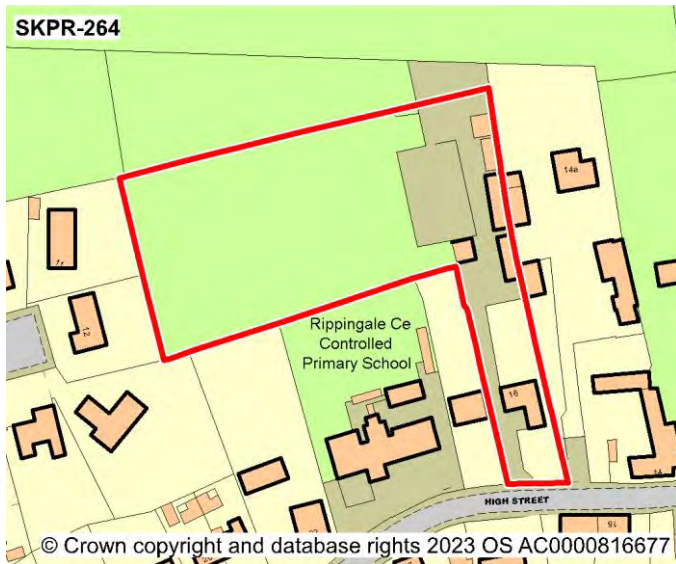 SKPR-264
14a
11
12
Rippingale Ce
Controlled
Primary School
16
14
HIGH STREET
© Crown copyright and database rights 2023 OS AC0000816677